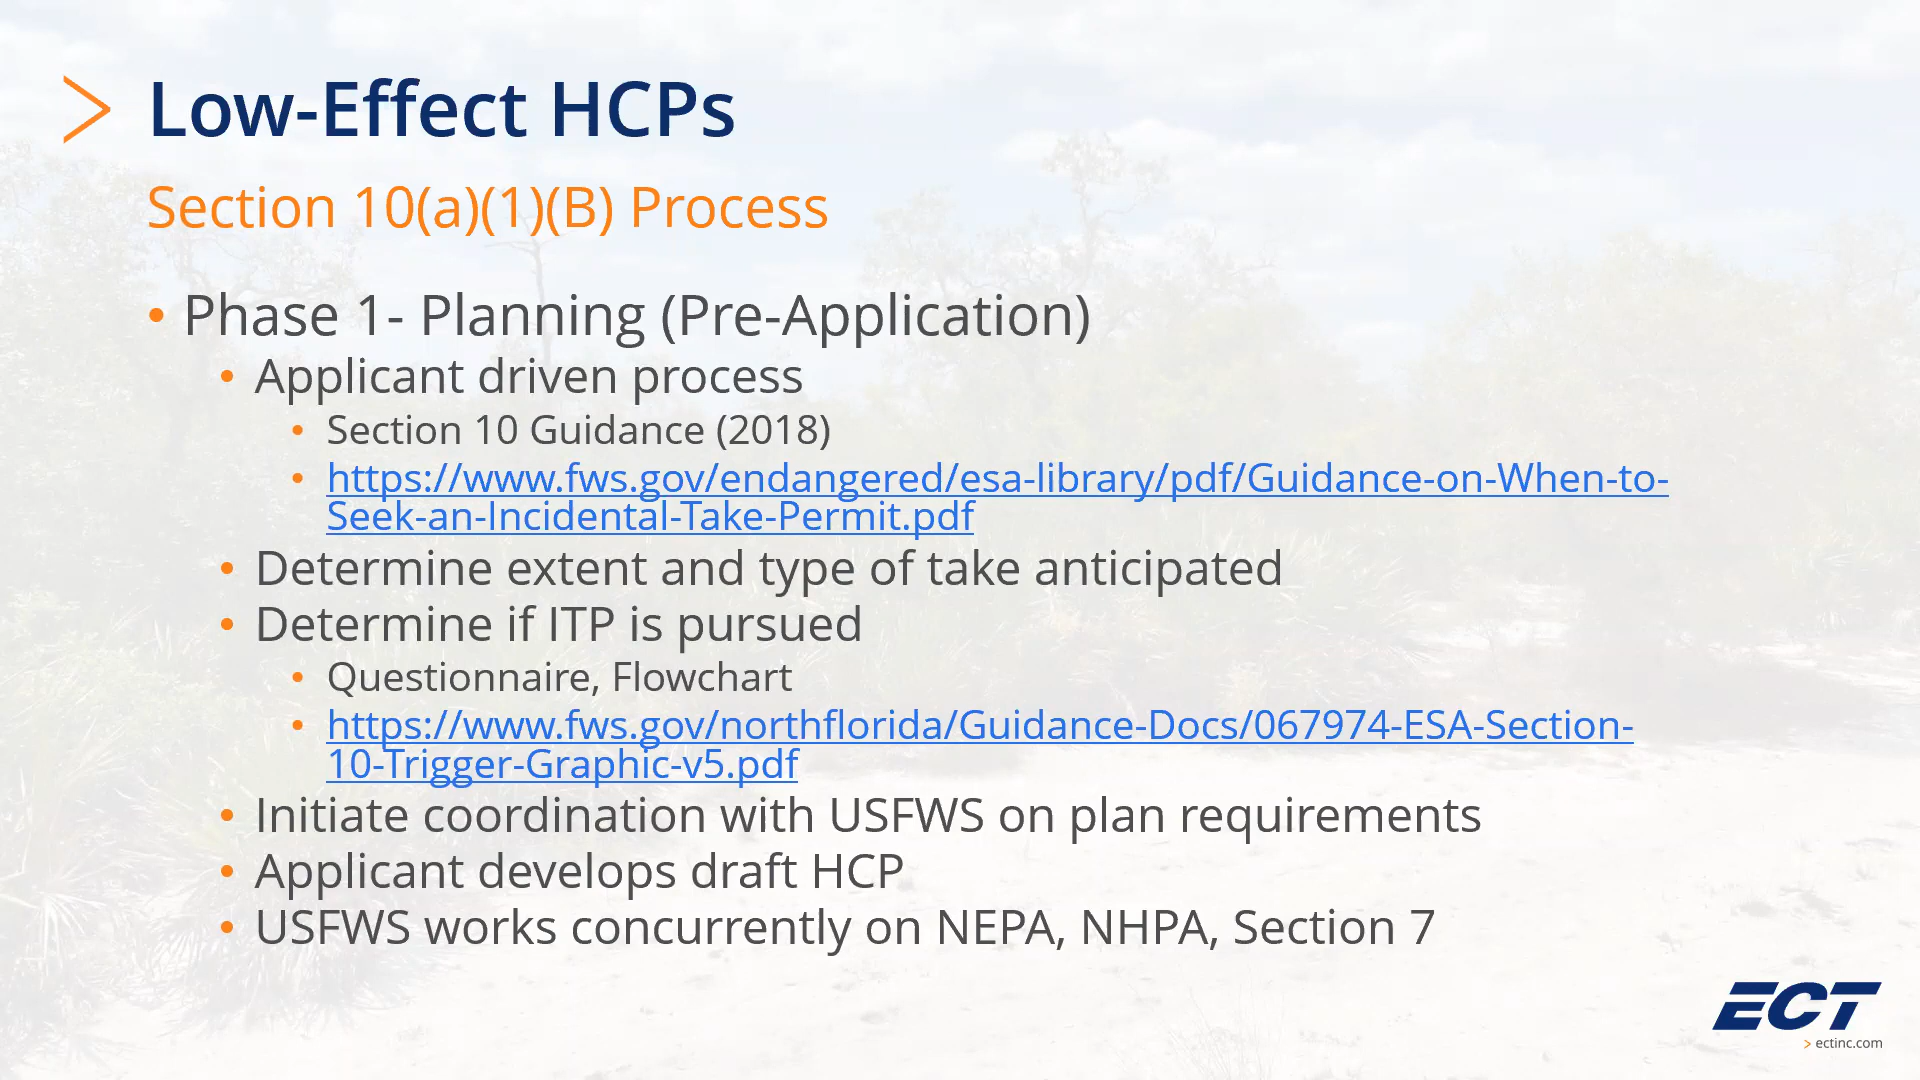 Low-Effect HCPs
Section 10(a)(1)(B) Process
• Phase 1- Planning (Pre-Application)
• Applicant driven process
• Section 10 Guidance (2018)
• https://www.fws.gov/endangered/esa-library/pdf/Guidance-on-When-to-
Seek-an-Incidental-Take-Permit.pdf
• Determine extent and type of take anticipated
• Determine if ITP is pursued
• Questionnaire, Flowchart
• https://www.fws.gov/northflorida/Guidance-Docs/067974-ESA-Section-
10-Trigger-Graphic-v5.pdf
• Initiate coordination with USFWS on plan requirements
• Applicant develops draft HCP
• USFWS works concurrently on NEPA, NHPA, Section 7
ECT
> ectinc.com